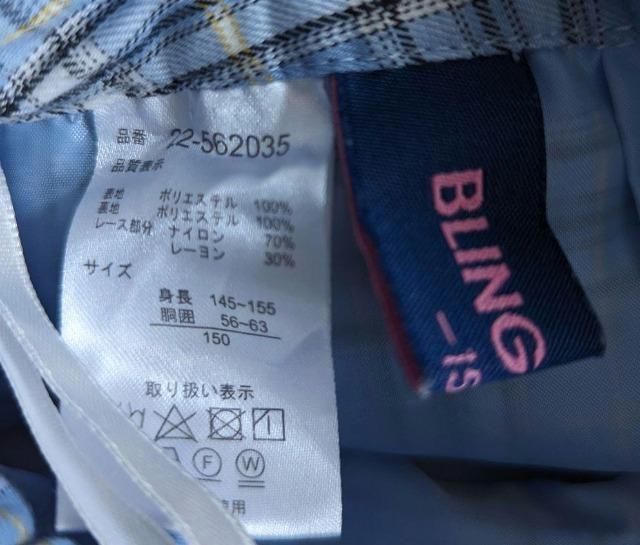 品番 22-562035
品質表示
表地 ポリエステル 100%
裏地 ポリエステル 100%
レース部分 ナイロン 70%
レーヨン 30%
サイズ
身長 145~155
胴囲 56~63
150
取り扱い表示
F W
使用
BLING